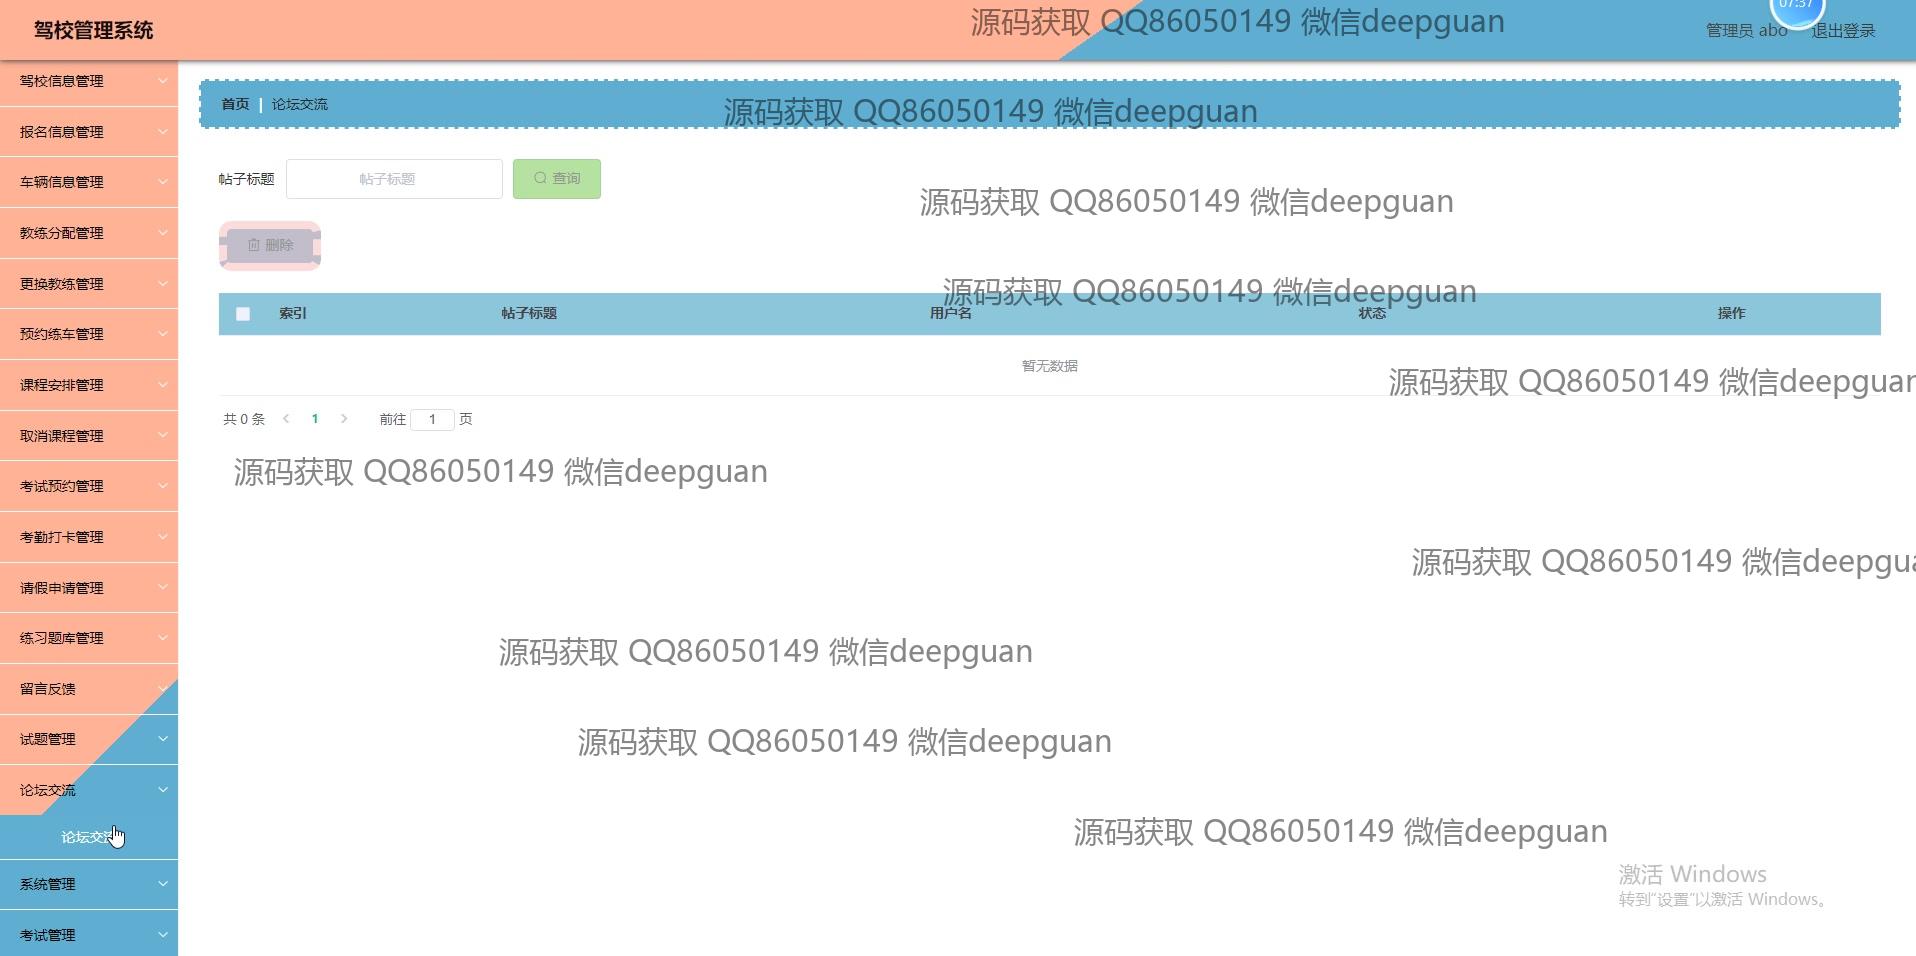 驾校管理系统
源码获取 QQ86050149 微信deepguan
07:37
管理员 abo
退出登录
驾校信息管理
报名信息管理
车辆信息管理
教练分配管理
更换教练管理
预约练车管理
课程安排管理
取消课程管理
考试预约管理
考勤打卡管理
请假申请管理
练习题库管理
留言反馈
试题管理
论坛交流
论坛交流
系统管理
考试管理
首页 | 论坛交流
源码获取 QQ86050149 微信deepguan
帖子标题 帖子标题 查询
源码获取 QQ86050149 微信deepguan
删除
源码获取 QQ86050149 微信deepguan
索引 帖子标题 用户名 状态 操作
暂无数据
源码获取 QQ86050149 微信deepguan
共 0 条 1 前往 1 页
源码获取 QQ86050149 微信deepguan
源码获取 QQ86050149 微信deepgua
源码获取 QQ86050149 微信deepguan
源码获取 QQ86050149 微信deepguan
源码获取 QQ86050149 微信deepguan
激活 Windows
转到"设置"以激活 Windows。